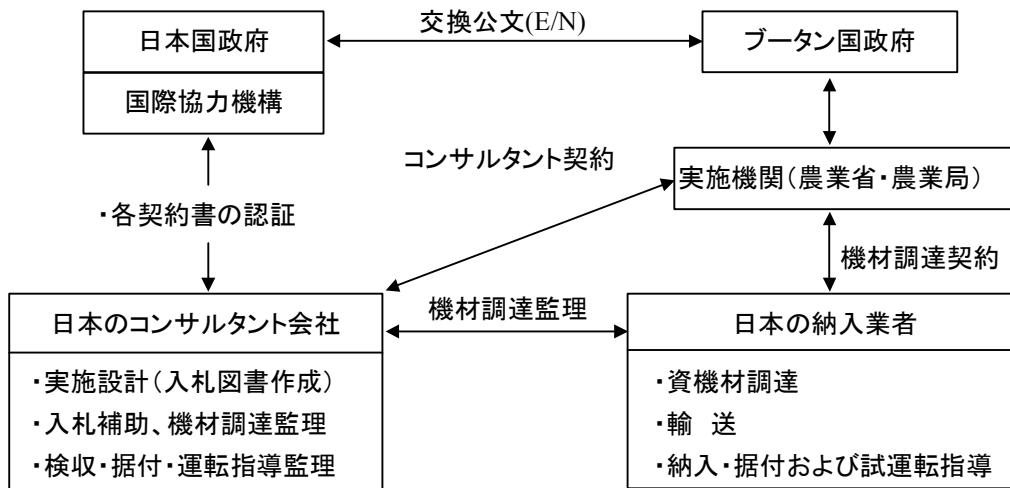 交換公文(E/N)
日本国政府
国際協力機構
ブータン国政府
コンサルタント契約
実施機関(農業省・農業局)
・各契約書の認証
機材調達契約
日本のコンサルタント会社
機材調達監理
日本の納入業者
・実施設計(入札図書作成)
・入札補助、機材調達監理
・検収・据付・運転指導監理
・資機材調達
・輸　送
・納入・据付および試運転指導